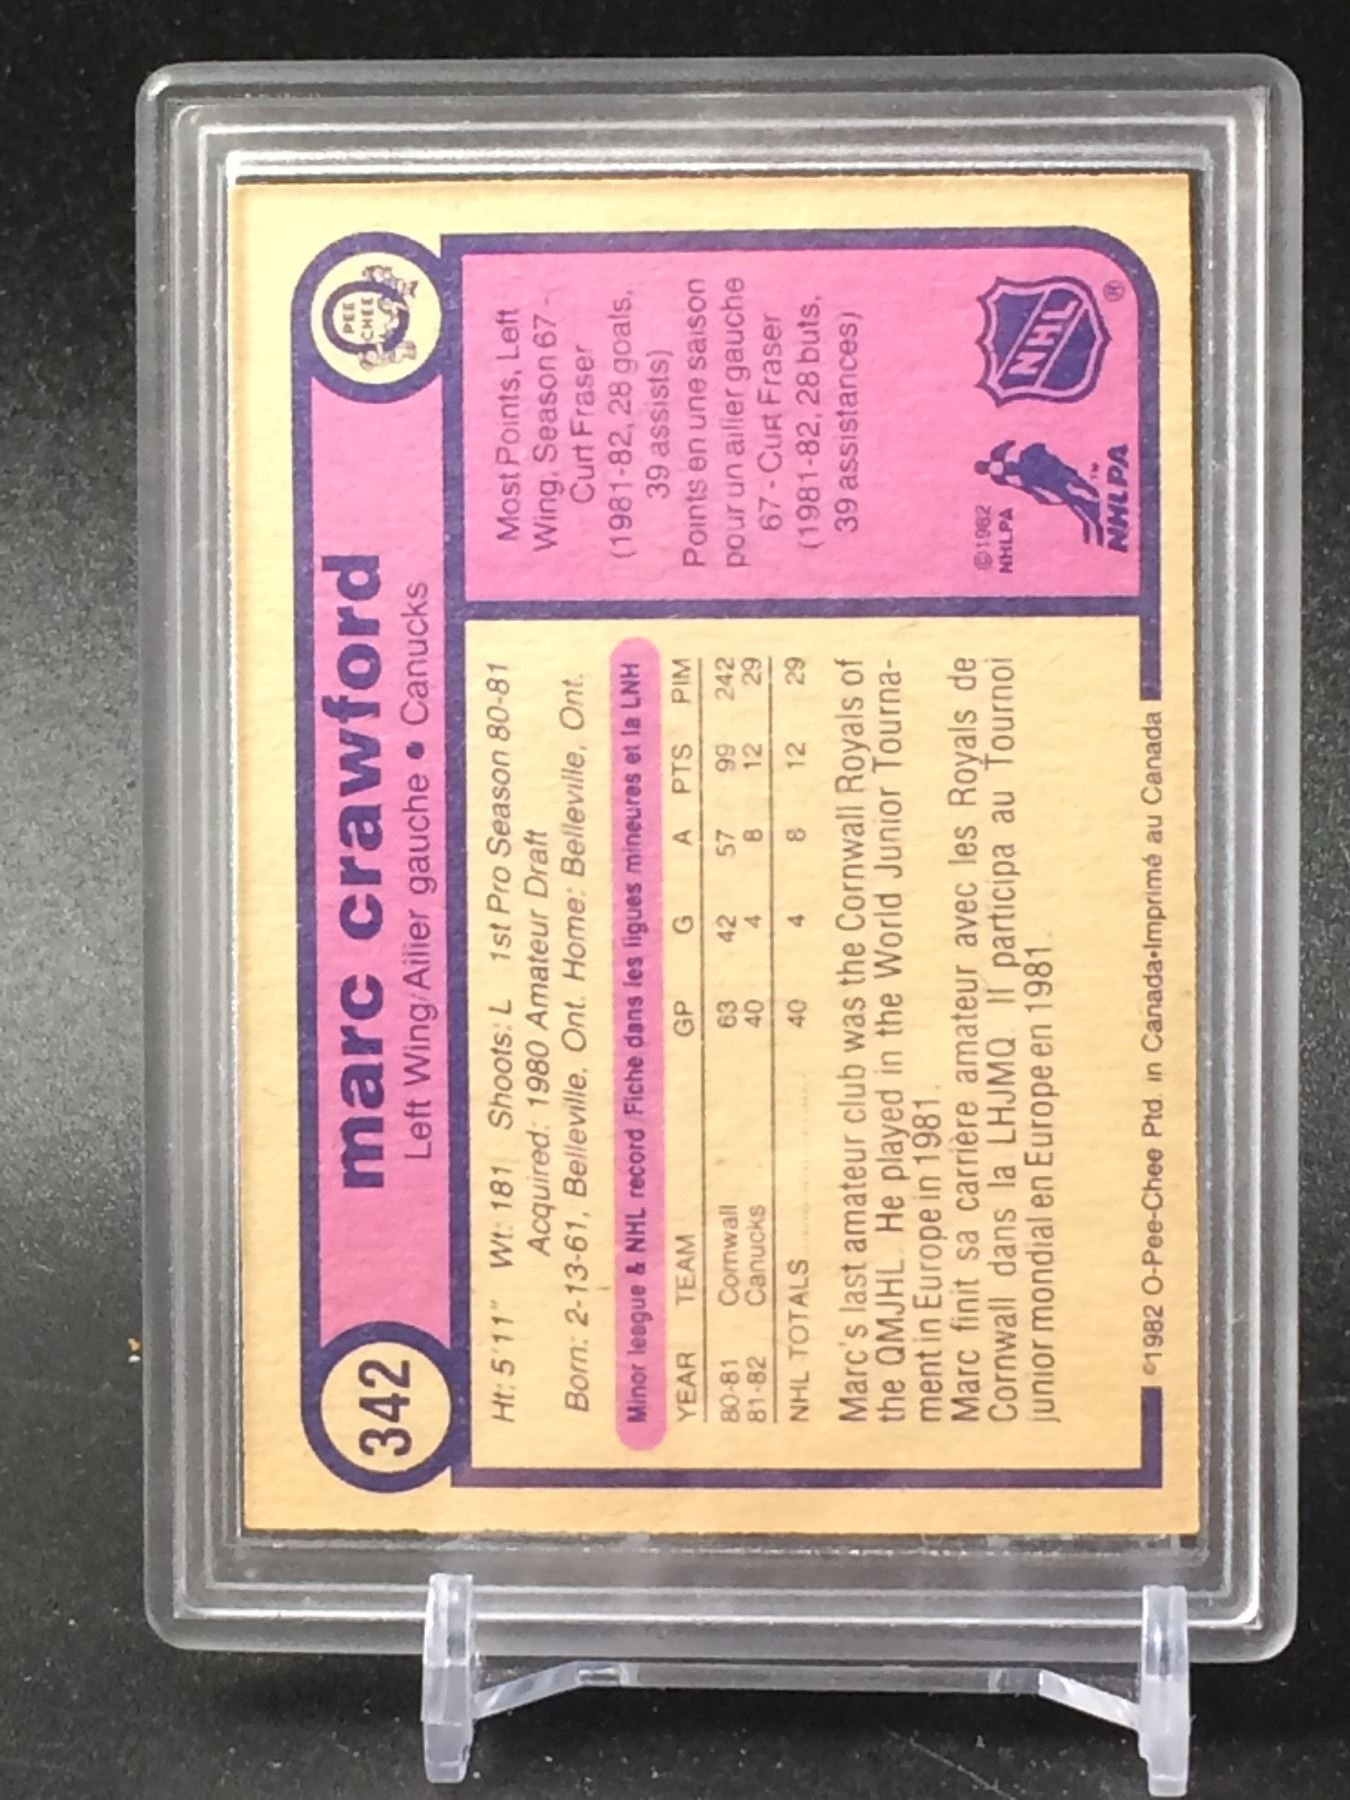 342
marc crawford
Left Wing/Ailier gauche • Canucks
PEE
CHEE
Ht: 5'11" Wt: 181 Shoots: L 1st Pro Season 80-81
Acquired: 1980 Amateur Draft
Born: 2-13-61, Belleville, Ont. Home: Belleville, Ont.
Minor league & NHL record/Fiche dans les ligues mineures et la LNH
YEAR TEAM GP G A PTS PIM
80-81 Cornwall 63 42 57 99 242
81-82 Canucks 40 4 8 12 29
NHL TOTALS 40 4 8 12 29
Marc's last amateur club was the Cornwall Royals of
the QMJHL. He played in the World Junior Tourna-
ment in Europe in 1981.
Marc finit sa carrière amateur avec les Royals de
Cornwall dans la LHJMQ. Il participa au Tournoi
junior mondial en Europe en 1981.
Most Points, Left
Wing, Season 67 -
Curt Fraser
(1981-82, 28 goals,
39 assists)
Points en une saison
pour un ailier gauche
67 - Curt Fraser
(1981-82, 28 buts,
39 assistances)
©1982
NHLPA
NHLPA™
NHL ®
©1982 O-Pee-Chee Ptd. in Canada•Imprimé au Canada